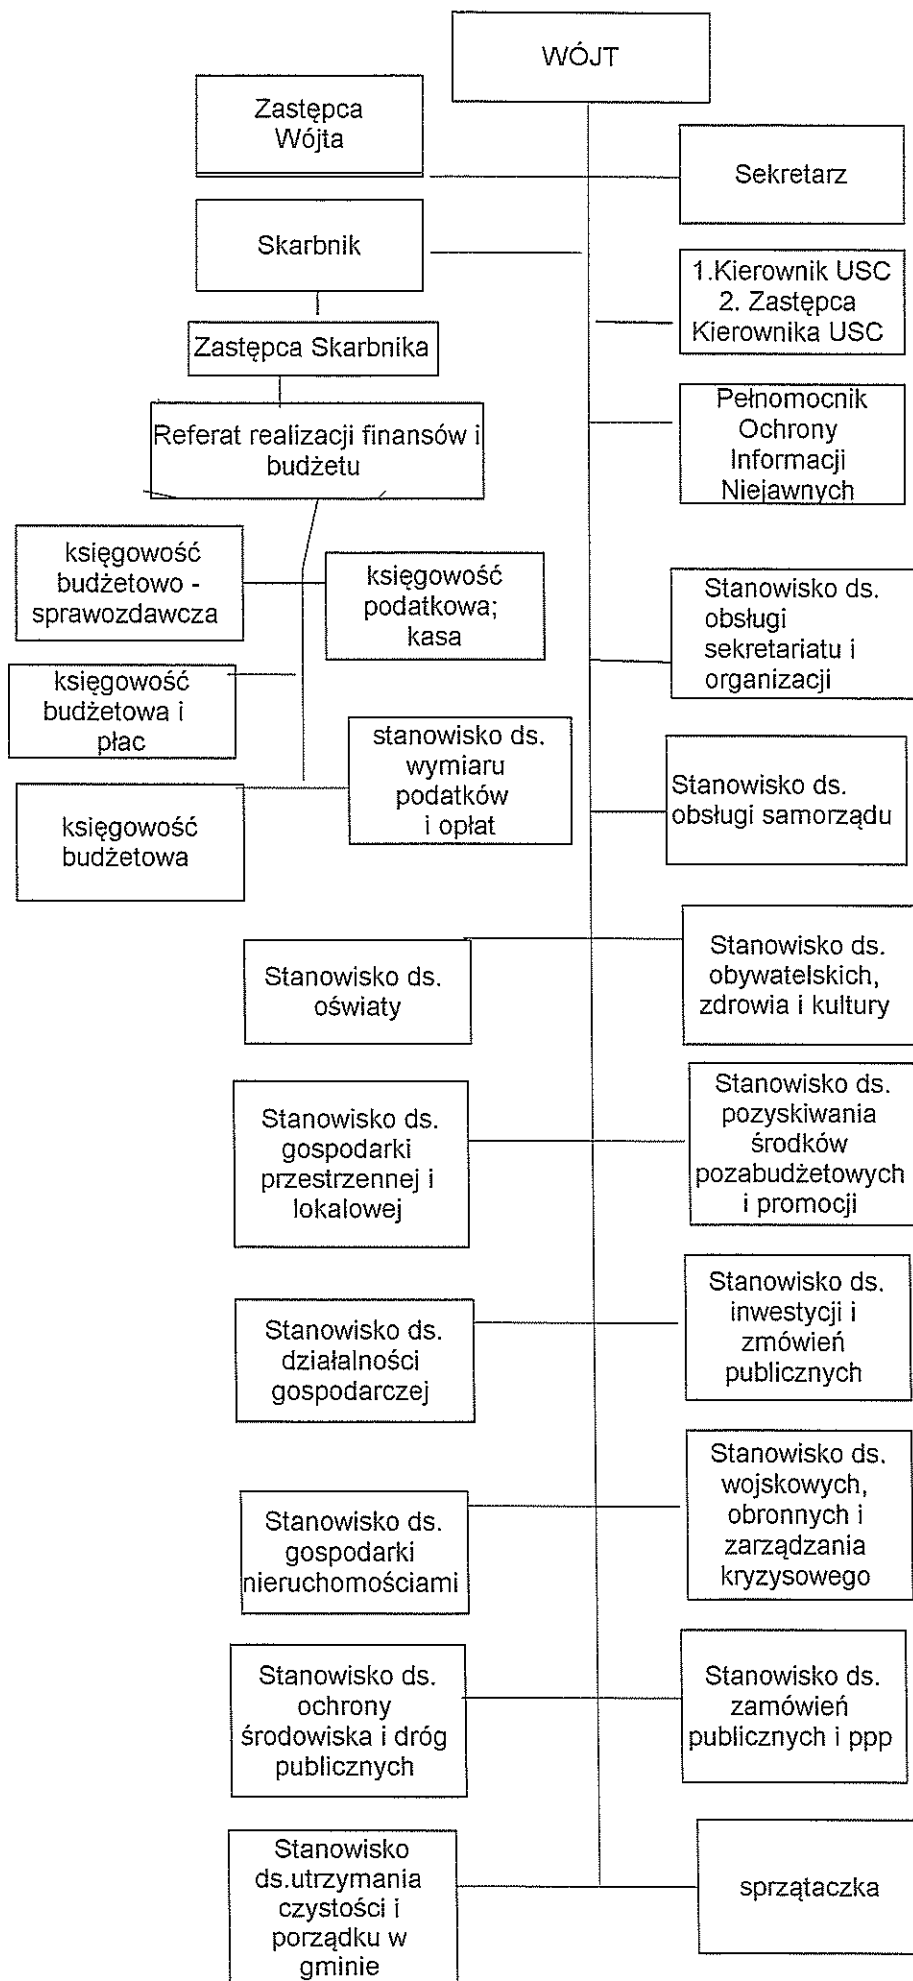 WÓJT
Zastępca
Wójta
Sekretarz
Skarbnik
1.Kierownik USC
2. Zastępca
Kierownika USC
Zastępca Skarbnika
Pełnomocnik
Ochrony
Informacji
Niejawnych
Referat realizacji finansów i
budżetu
księgowość
budżetowo -
sprawozdawcza
księgowość
podatkowa;
kasa
Stanowisko ds.
obsługi
sekretariatu i
organizacji
księgowość
budżetowa i
płac
stanowisko ds.
wymiaru
podatków
i opłat
Stanowisko ds.
obsługi samorządu
księgowość
budżetowa
Stanowisko ds.
oświaty
Stanowisko ds.
obywatelskich,
zdrowia i kultury
Stanowisko ds.
gospodarki
przestrzennej i
lokalowej
Stanowisko ds.
pozyskiwania
środków
pozabudżetowych
i promocji
Stanowisko ds.
działalności
gospodarczej
Stanowisko ds.
inwestycji i
zmówień
publicznych
Stanowisko ds.
gospodarki
nieruchomościami
Stanowisko ds.
wojskowych,
obronnych i
zarządzania
kryzysowego
Stanowisko ds.
ochrony
środowiska i dróg
publicznych
Stanowisko ds.
zamówień
publicznych i ppp
Stanowisko
ds.utrzymania
czystości i
porządku w
gminie
sprzątaczka